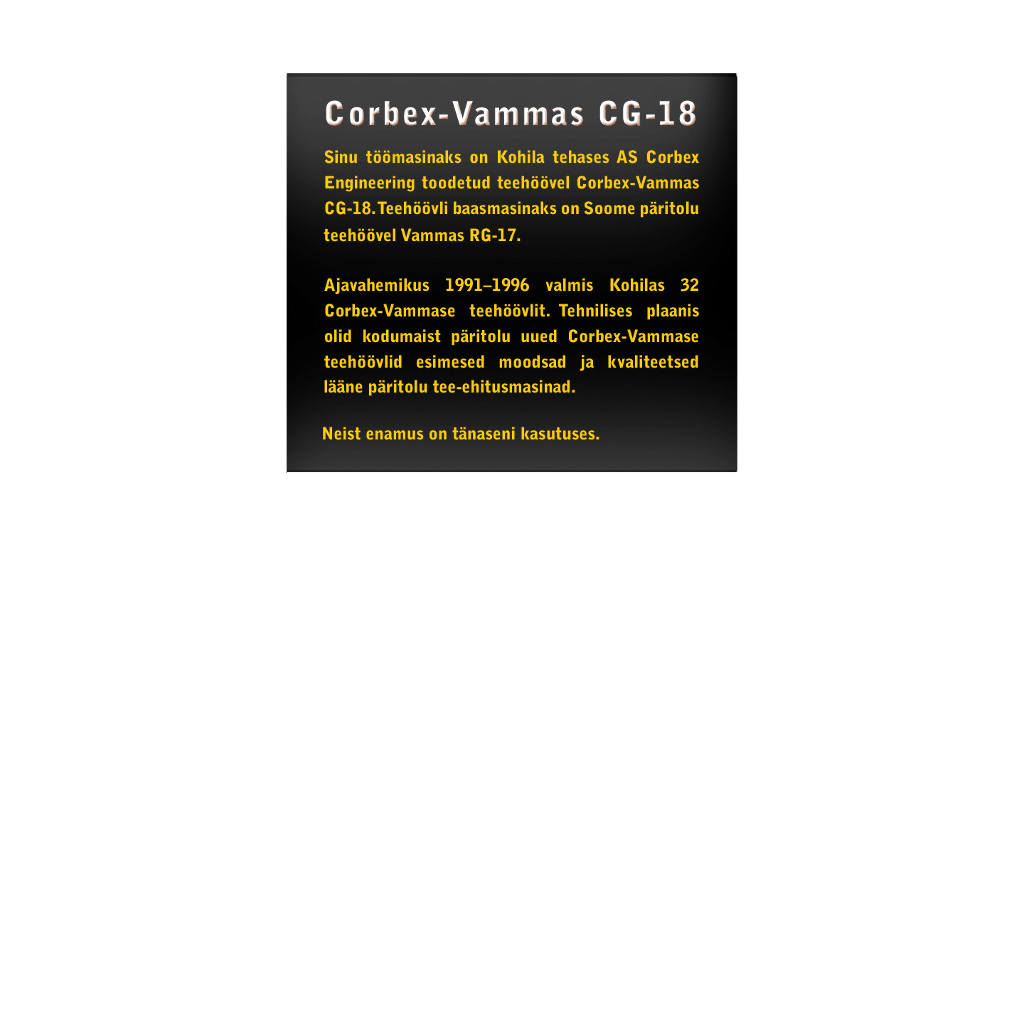 Corbex-Vammas CG-18
Sinu töömasinaks on Kohila tehases AS Corbex
Engineering toodetud teehöövel Corbex-Vammas
CG-18. Teehöövli baasmasinaks on Soome päritolu
teehöövel Vammas RG-17.
Ajavahemikus 1991–1996 valmis Kohilas 32
Corbex-Vammase teehöövlit. Tehnilises plaanis
olid kodumaist päritolu uued Corbex-Vammase
teehöövlid esimesed moodsad ja kvaliteetsed
lääne päritolu tee-ehitusmasinad.
Neist enamus on tänaseni kasutuses.